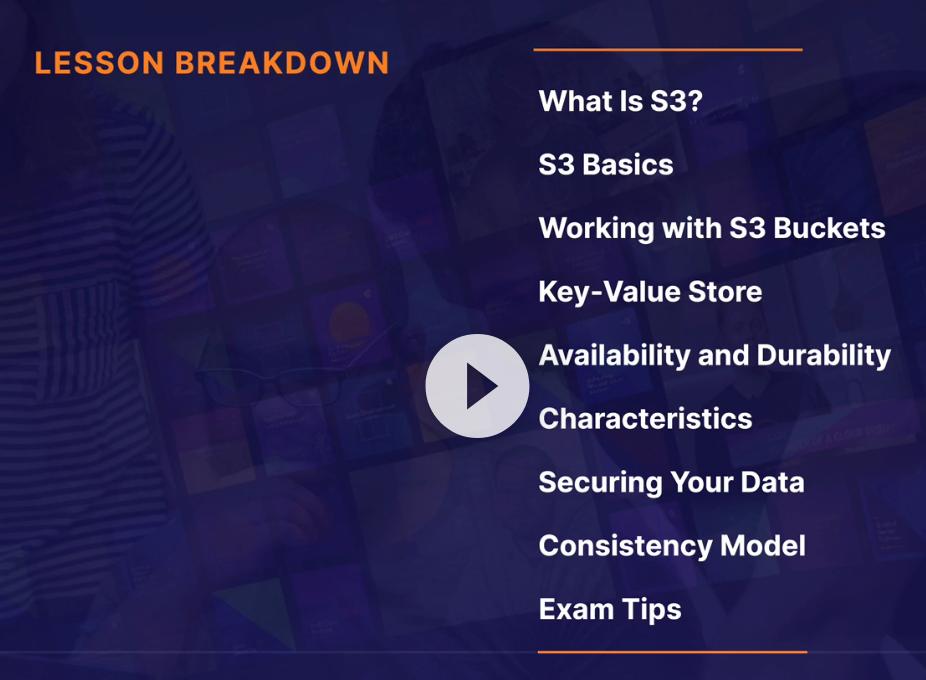 LESSON BREAKDOWN
What Is S3?
S3 Basics
Working with S3 Buckets
Key-Value Store
Availability and Durability
Characteristics
Securing Your Data
Consistency Model
Exam Tips